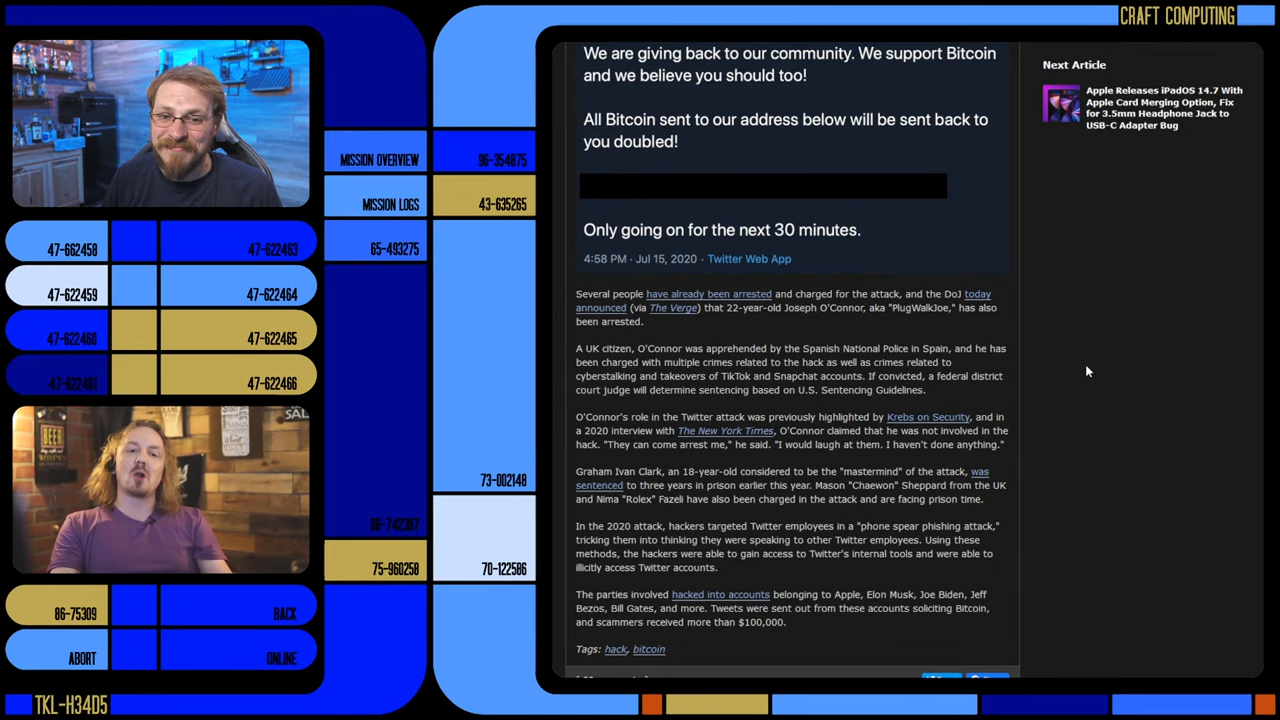 CRAFT COMPUTING
We are giving back to our community. We support Bitcoin
and we believe you should too!
All Bitcoin sent to our address below will be sent back to
you doubled!
Only going on for the next 30 minutes.
4:58 PM · Jul 15, 2020 · Twitter Web App
Several people have already been arrested and charged for the attack, and the DoJ today
announced (via The Verge) that 22-year-old Joseph O'Connor, aka "PlugWalkJoe," has also
been arrested.
A UK citizen, O'Connor was apprehended by the Spanish National Police in Spain, and he has
been charged with multiple crimes related to the hack as well as crimes related to
cyberstalking and takeovers of TikTok and Snapchat accounts. If convicted, a federal district
court judge will determine sentencing based on U.S. Sentencing Guidelines.
O'Connor's role in the Twitter attack was previously highlighted by Krebs on Security, and in
a 2020 interview with The New York Times, O'Connor claimed that he was not involved in the
hack. "They can come arrest me," he said. "I would laugh at them. I haven't done anything."
Graham Ivan Clark, an 18-year-old considered to be the "mastermind" of the attack, was
sentenced to three years in prison earlier this year. Mason "Chaewon" Sheppard from the UK
and Nima "Rolex" Fazeli have also been charged in the attack and are facing prison time.
In the 2020 attack, hackers targeted Twitter employees in a "phone spear phishing attack,"
tricking them into thinking they were speaking to other Twitter employees. Using these
methods, the hackers were able to gain access to Twitter's internal tools and were able to
illicitly access Twitter accounts.
The parties involved hacked into accounts belonging to Apple, Elon Musk, Joe Biden, Jeff
Bezos, Bill Gates, and more. Tweets were sent out from these accounts soliciting Bitcoin,
and scammers received more than $100,000.
Tags: hack, bitcoin
Next Article
Apple Releases iPadOS 14.7 With
Apple Card Merging Option, Fix
for 3.5mm Headphone Jack to
USB-C Adapter Bug
MISSION OVERVIEW
96-354875
MISSION LOGS
43-635265
65-493275
47-662458
47-622463
47-622459
47-622464
47-622460
47-622465
47-622461
47-622466
73-002148
66-742387
75-960258
70-122586
BEER
SAL
86-75309
BACK
ABORT
ONLINE
TKL-H34D5